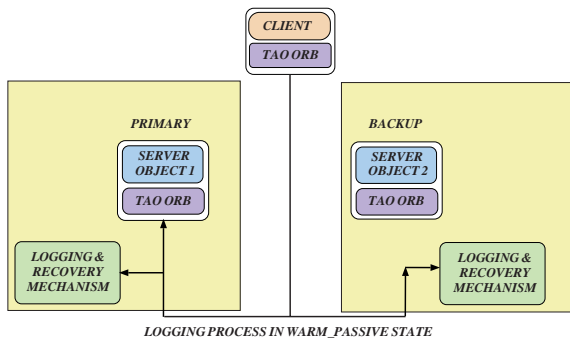 CLIENT
TAO ORB
PRIMARY
SERVER
OBJECT 1
TAO ORB
LOGGING &
RECOVERY
MECHANISM
BACKUP
SERVER
OBJECT 2
TAO ORB
LOGGING &
RECOVERY
MECHANISM
LOGGING PROCESS IN WARM_PASSIVE STATE